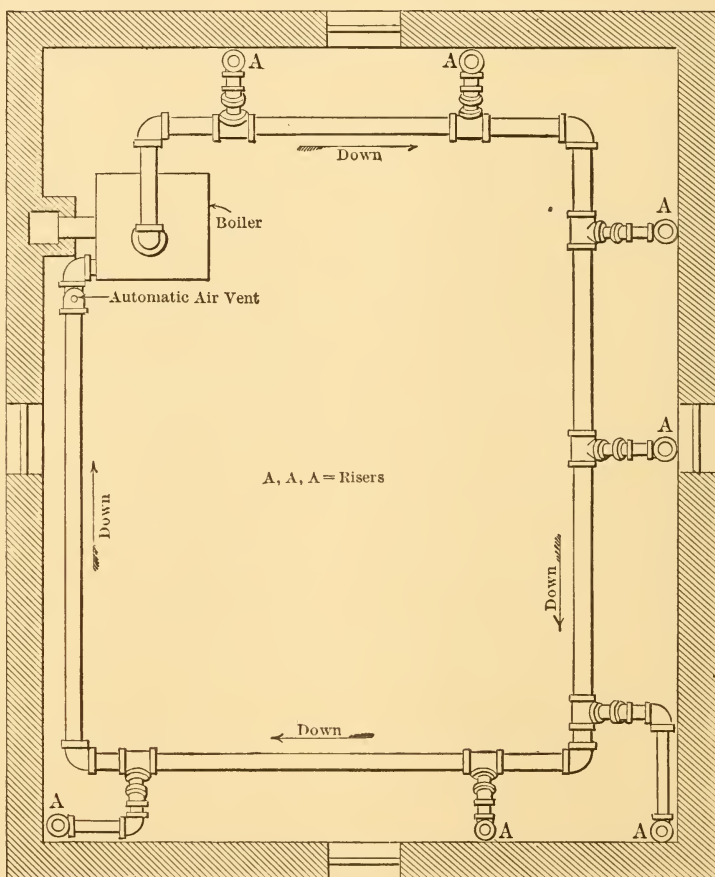 A
A
Down
A
Boiler
Automatic Air Vent
A
A, A, A = Risers
Down
Down
Down
A
A
A